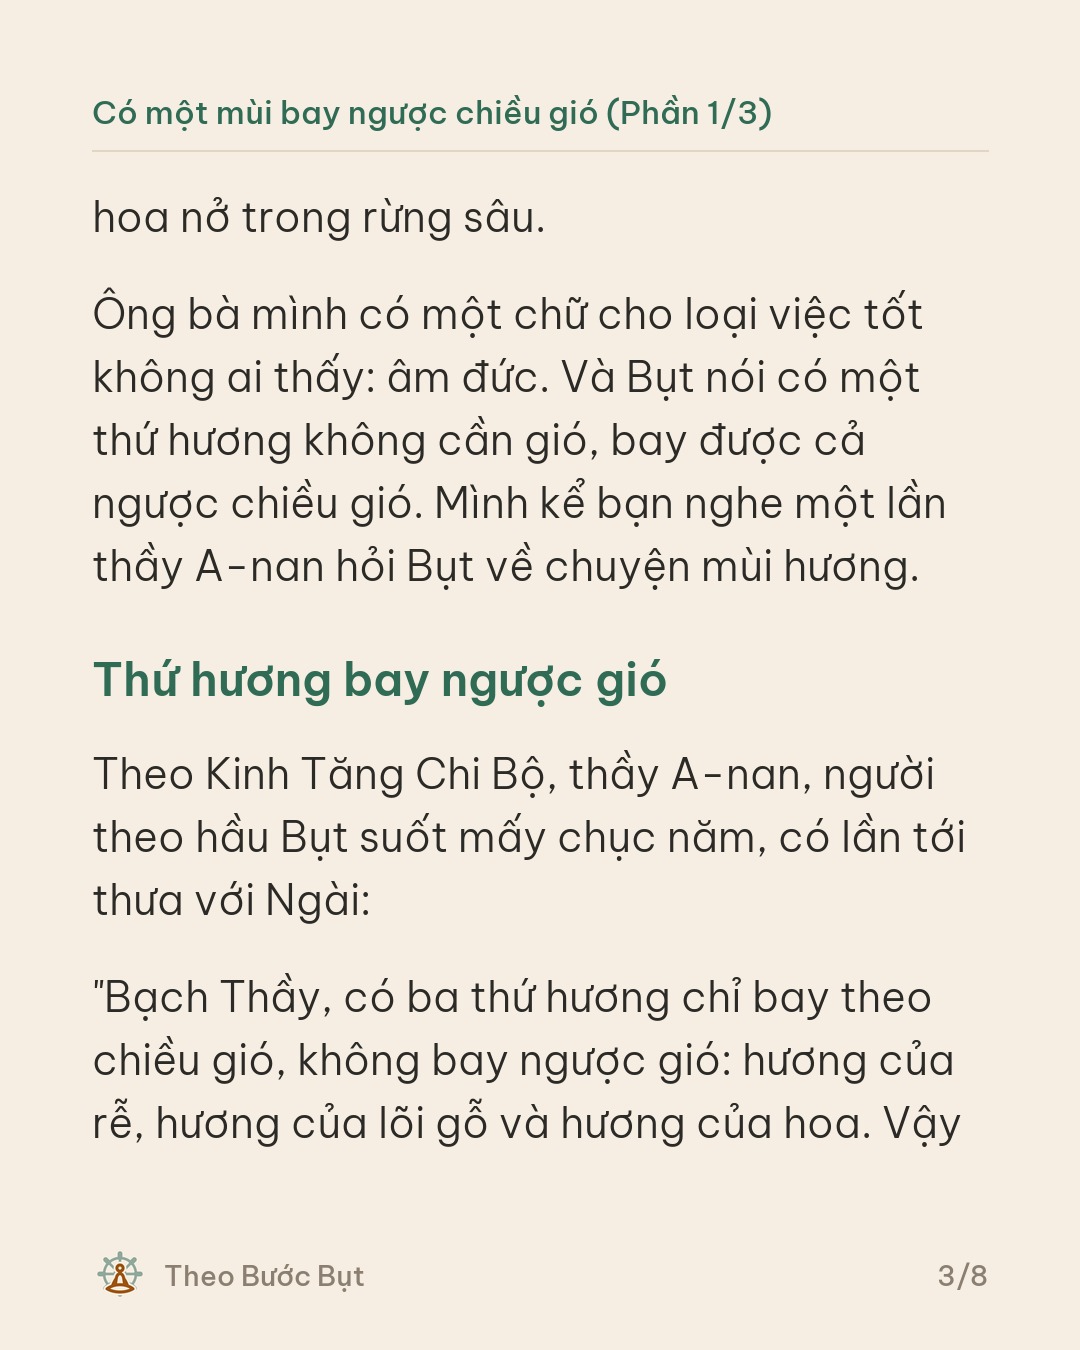 Có một mùi bay ngược chiều gió (Phần 1/3)
hoa nở trong rừng sâu.
Ông bà mình có một chữ cho loại việc tốt
không ai thấy: âm đức. Và Bụt nói có một
thứ hương không cần gió, bay được cả
ngược chiều gió. Mình kể bạn nghe một lần
thầy A-nan hỏi Bụt về chuyện mùi hương.
Thứ hương bay ngược gió
Theo Kinh Tăng Chi Bộ, thầy A-nan, người
theo hầu Bụt suốt mấy chục năm, có lần tới
thưa với Ngài:
"Bạch Thầy, có ba thứ hương chỉ bay theo
chiều gió, không bay ngược gió: hương của
rễ, hương của lõi gỗ và hương của hoa. Vậy
Theo Bước Bụt
3/8